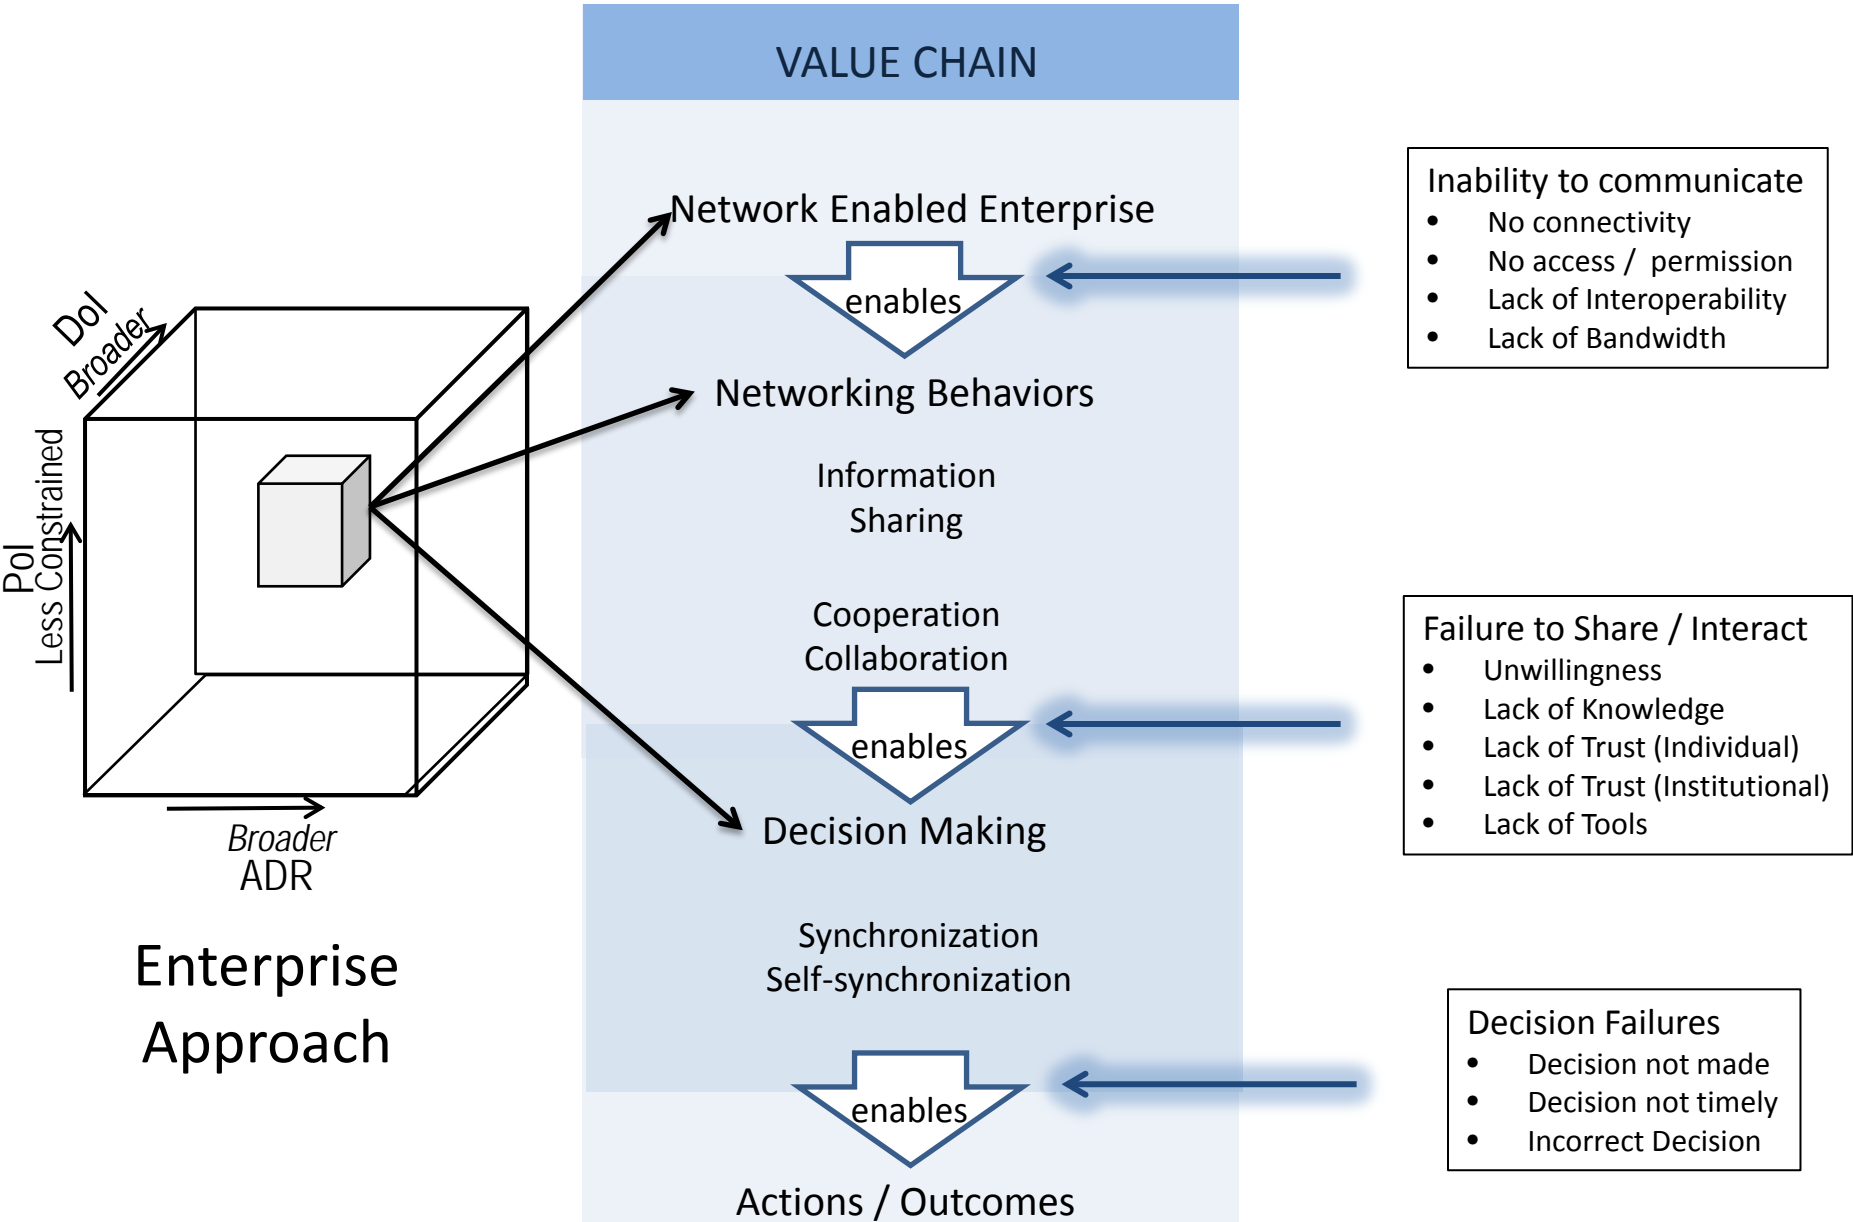 VALUE CHAIN
Network Enabled Enterprise
enables
Networking Behaviors
Information
Sharing
Cooperation
Collaboration
enables
Decision Making
Synchronization
Self-synchronization
enables
Actions / Outcomes
DoI
Broader
PoI
Less Constrained
Broader
ADR
Enterprise
Approach
Inability to communicate
• No connectivity
• No access / permission
• Lack of Interoperability
• Lack of Bandwidth
Failure to Share / Interact
• Unwillingness
• Lack of Knowledge
• Lack of Trust (Individual)
• Lack of Trust (Institutional)
• Lack of Tools
Decision Failures
• Decision not made
• Decision not timely
• Incorrect Decision